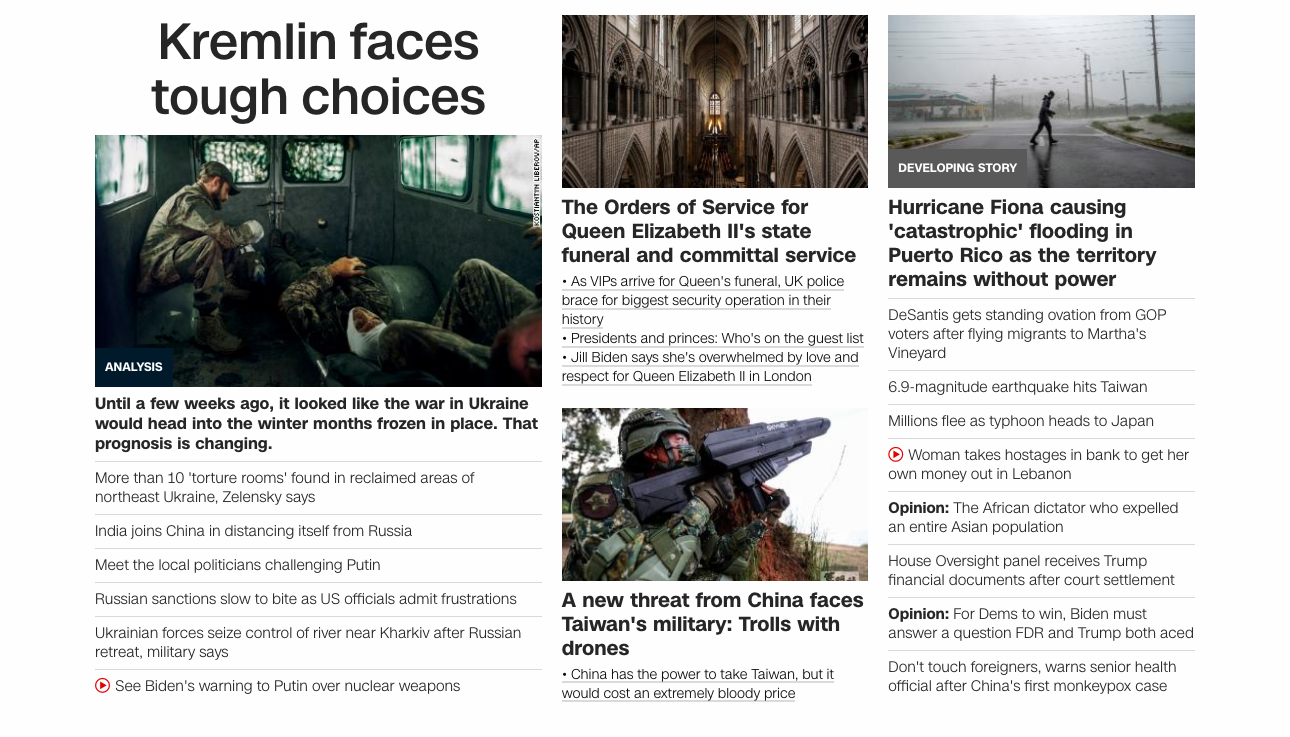 Kremlin faces
tough choices
KOSTIANTYN LIBEROV/AP
ANALYSIS
Until a few weeks ago, it looked like the war in Ukraine
would head into the winter months frozen in place. That
prognosis is changing.
More than 10 'torture rooms' found in reclaimed areas of
northeast Ukraine, Zelensky says
India joins China in distancing itself from Russia
Meet the local politicians challenging Putin
Russian sanctions slow to bite as US officials admit frustrations
Ukrainian forces seize control of river near Kharkiv after Russian
retreat, military says
See Biden's warning to Putin over nuclear weapons
The Orders of Service for
Queen Elizabeth II's state
funeral and committal service
• As VIPs arrive for Queen's funeral, UK police
brace for biggest security operation in their
history
• Presidents and princes: Who's on the guest list
• Jill Biden says she's overwhelmed by love and
respect for Queen Elizabeth II in London
A new threat from China faces
Taiwan's military: Trolls with
drones
• China has the power to take Taiwan, but it
would cost an extremely bloody price
DEVELOPING STORY
Hurricane Fiona causing
'catastrophic' flooding in
Puerto Rico as the territory
remains without power
DeSantis gets standing ovation from GOP
voters after flying migrants to Martha's
Vineyard
6.9-magnitude earthquake hits Taiwan
Millions flee as typhoon heads to Japan
Woman takes hostages in bank to get her
own money out in Lebanon
Opinion: The African dictator who expelled
an entire Asian population
House Oversight panel receives Trump
financial documents after court settlement
Opinion: For Dems to win, Biden must
answer a question FDR and Trump both aced
Don't touch foreigners, warns senior health
official after China's first monkeypox case